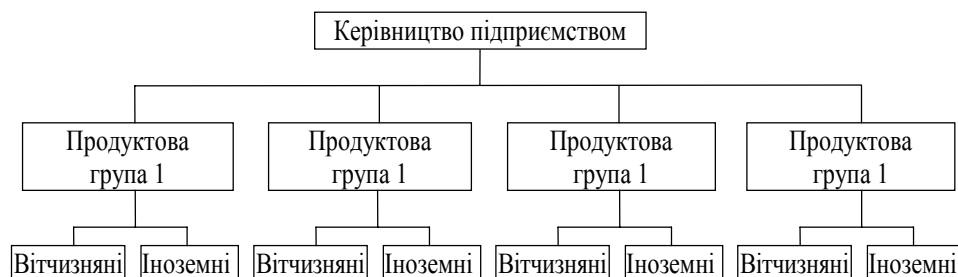 Керівництво підприємством
Продуктова
група 1
Продуктова
група 1
Продуктова
група 1
Продуктова
група 1
Вітчизняні
Іноземні
Вітчизняні
Іноземні
Вітчизняні
Іноземні
Вітчизняні
Іноземні